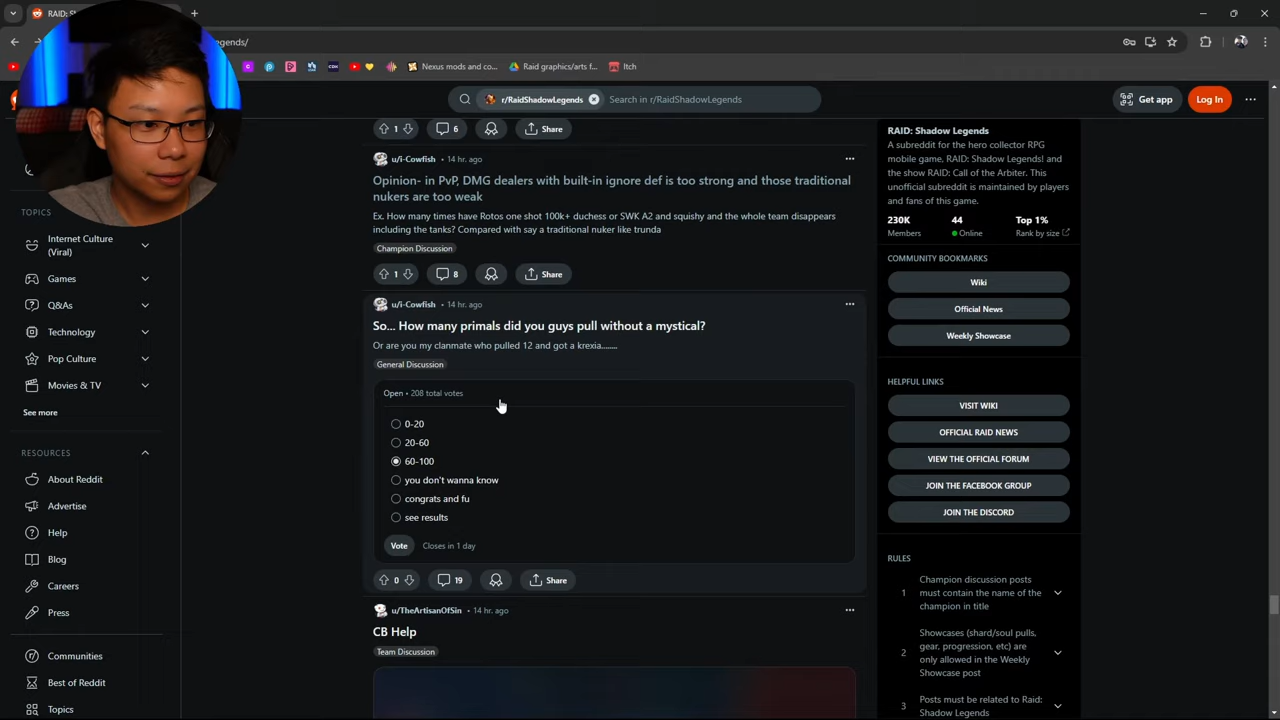 RAID: S
egends/
Nexus mods and co...
Raid graphics/arts f...
Itch
r/RaidShadowLegends
Search in r/RaidShadowLegends
Get app
Log In
TOPICS
Internet Culture
(Viral)
Games
Q&As
Technology
Pop Culture
Movies & TV
See more
RESOURCES
About Reddit
Advertise
Help
Blog
Careers
Press
Communities
Best of Reddit
Topics
1
6
Share
u/i-Cowfish • 14 hr. ago
Opinion- in PvP, DMG dealers with built-in ignore def is too strong and those traditional
nukers are too weak
Ex. How many times have Rotos one shot 100k+ duchess or SWK A2 and squishy and the whole team disappears
including the tanks? Compared with say a traditional nuker like trunda
Champion Discussion
1
8
Share
u/i-Cowfish • 14 hr. ago
So... How many primals did you guys pull without a mystical?
Or are you my clanmate who pulled 12 and got a krexia........
General Discussion
Open • 208 total votes
0-20
20-60
60-100
you don't wanna know
congrats and fu
see results
Vote
Closes in 1 day
0
19
Share
u/TheArtisanOfSin • 14 hr. ago
CB Help
Team Discussion
RAID: Shadow Legends
A subreddit for the hero collector RPG
mobile game, RAID: Shadow Legends! and
the show RAID: Call of the Arbiter. This
unofficial subreddit is maintained by players
and fans of this game.
230K
44
Top 1%
Members
Online
Rank by size
COMMUNITY BOOKMARKS
Wiki
Official News
Weekly Showcase
HELPFUL LINKS
VISIT WIKI
OFFICIAL RAID NEWS
VIEW THE OFFICIAL FORUM
JOIN THE FACEBOOK GROUP
JOIN THE DISCORD
RULES
1
Champion discussion posts
must contain the name of the
champion in title
2
Showcases (shard/soul pulls,
gear, progression, etc) are
only allowed in the Weekly
Showcase post
3
Posts must be related to Raid:
Shadow Legends